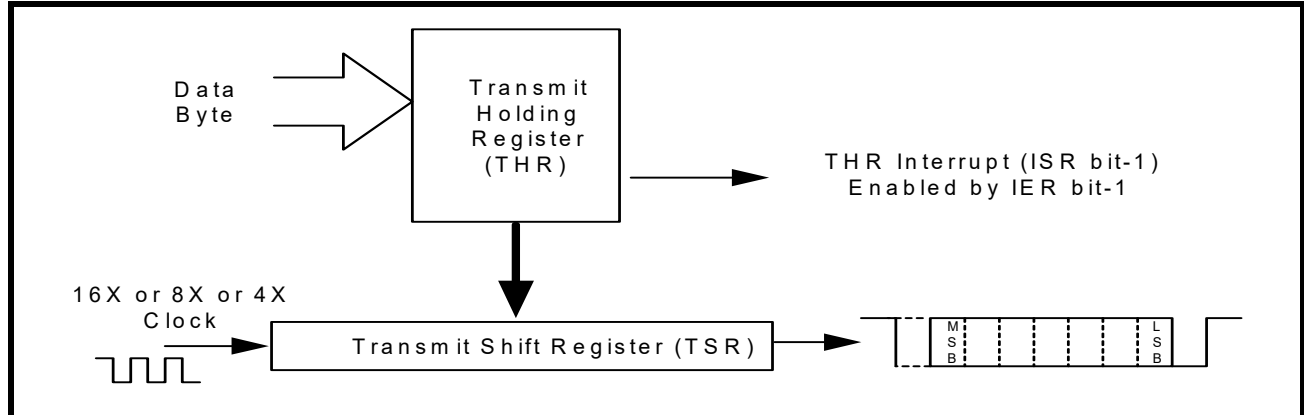 Data
Byte
Transmit
Holding
Register
(THR)
THR Interrupt (ISR bit-1)
Enabled by IER bit-1
16X or 8X or 4X
Clock
Transmit Shift Register (TSR)
M
S
B
L
S
B